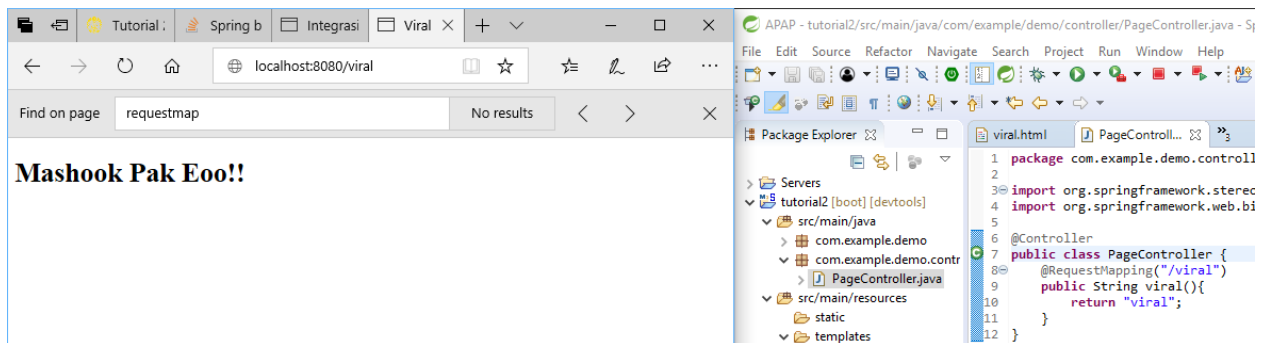 Tutorial :
Spring b
Integrasi
Viral
localhost:8080/viral
Find on page
requestmap
No results
Mashook Pak Eoo!!
APAP - tutorial2/src/main/java/com/example/demo/controller/PageController.java - Sp
File Edit Source Refactor Navigate Search Project Run Window Help
Package Explorer
Servers
tutorial2 [boot] [devtools]
src/main/java
com.example.demo
com.example.demo.contr
PageController.java
src/main/resources
static
templates
viral.html
PageControll...
»3
1 package com.example.demo.controll
2
3 import org.springframework.stereo
4 import org.springframework.web.bi
5
6 @Controller
7 public class PageController {
8 @RequestMapping("/viral")
9 public String viral(){
10 return "viral";
11 }
12 }